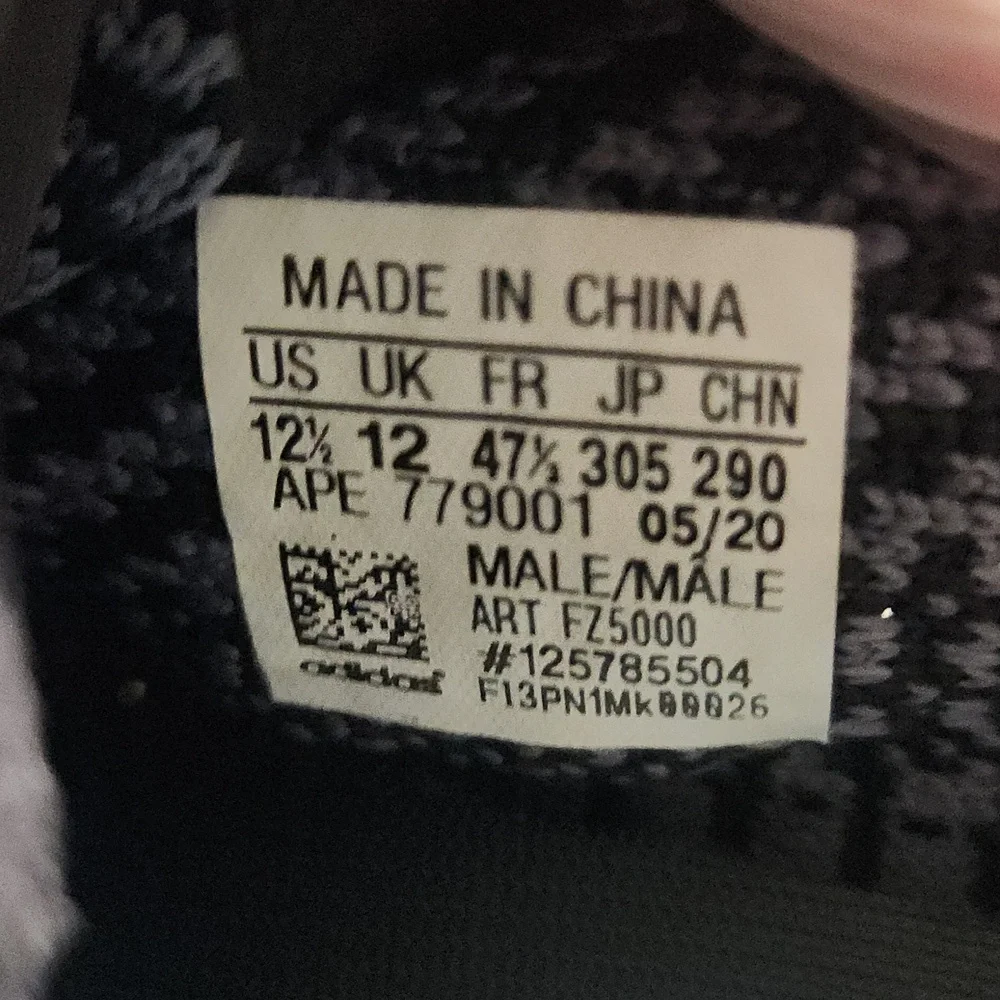 MADE IN CHINA
US UK FR JP CHN
12½ 12 47⅓ 305 290
APE 779001 05/20
MALE/MÂLE
ART FZ5000
#125785504
F13PN1Mk00026
adidas